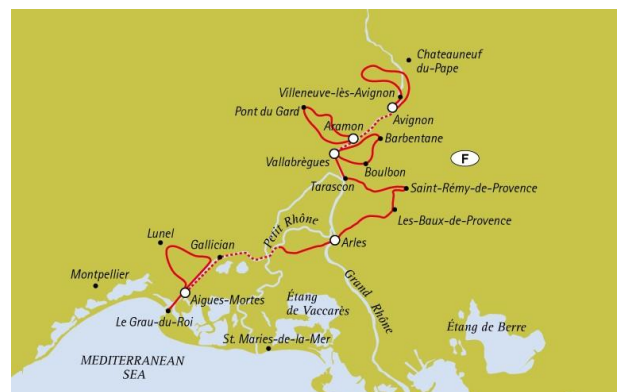 Chateauneuf
du-Pape
Villeneuve-lès-Avignon
Pont du Gard
Avignon
Aramon
Barbentane
Vallabrègues
F
Boulbon
Tarascon
Saint-Rémy-de-Provence
Les-Baux-de-Provence
Petit Rhône
Lunel
Gallician
Arles
Montpellier
Grand Rhône
Aigues-Mortes
Étang
de Vaccarès
Le Grau-du-Roi
Étang de Berre
St. Maries-de-la-Mer
MEDITERRANEAN
SEA